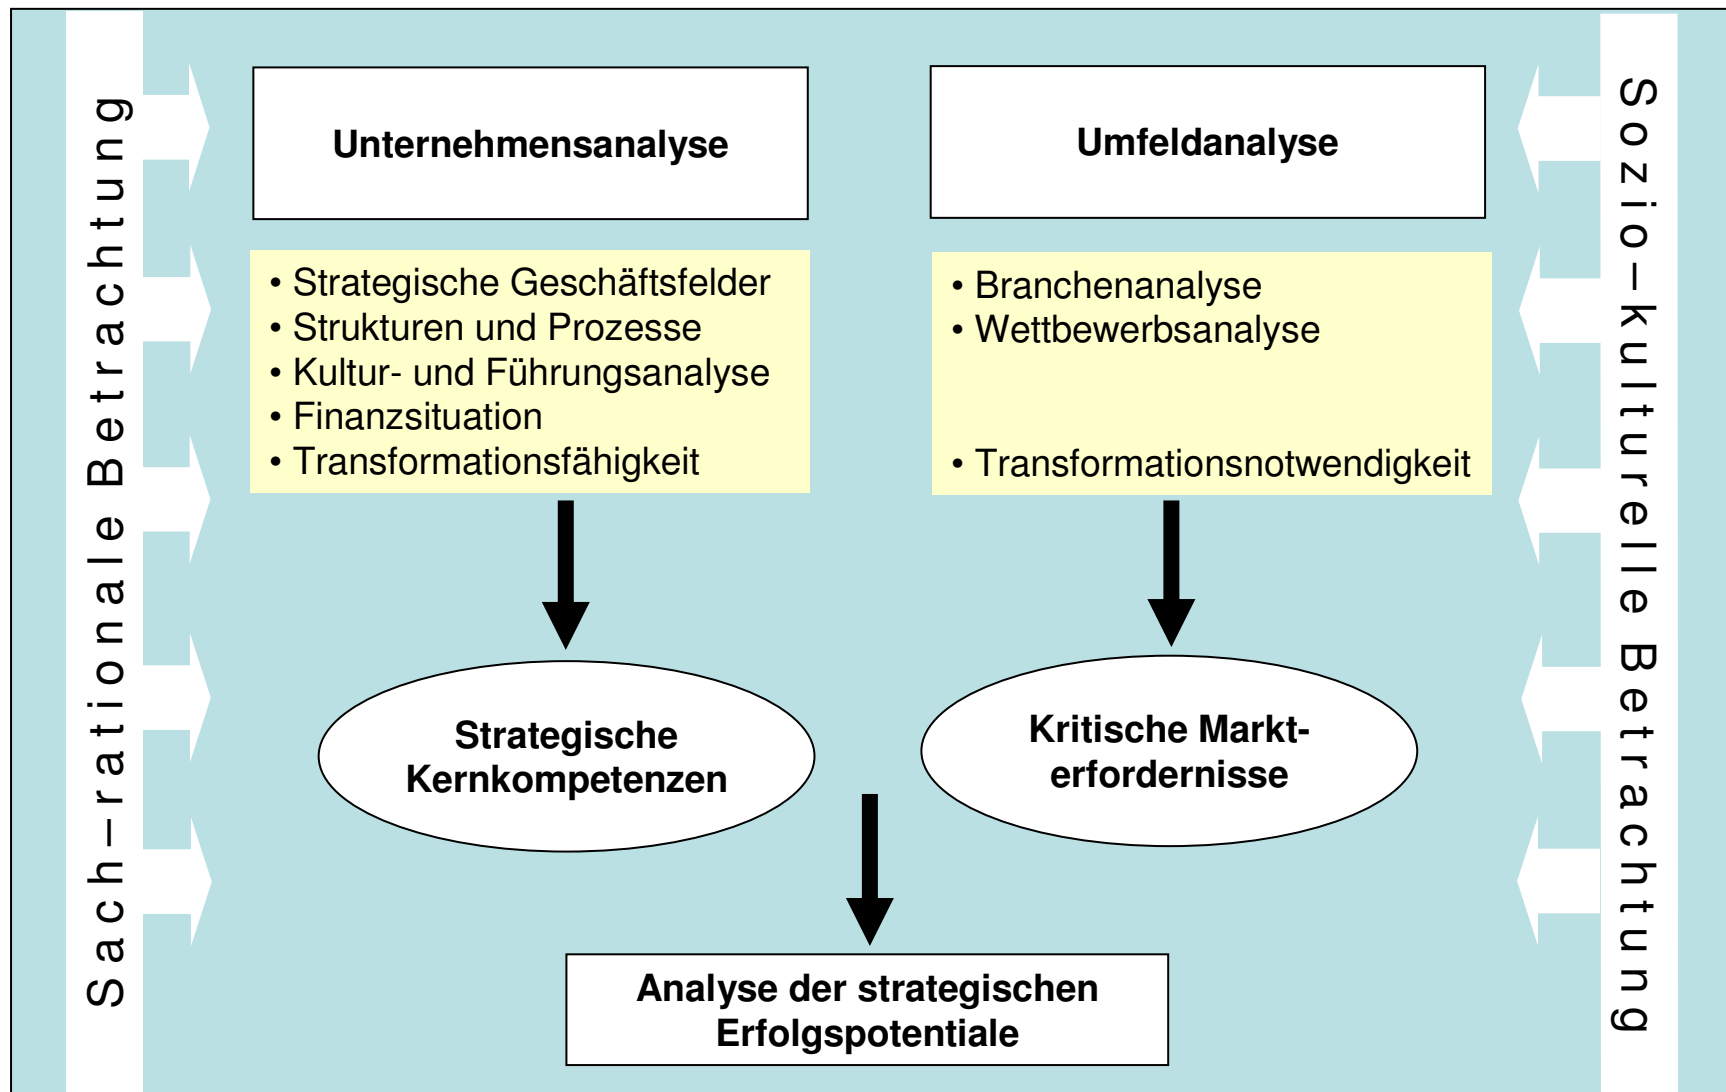 Sach–rationale Betrachtung
Unternehmensanalyse
• Strategische Geschäftsfelder
• Strukturen und Prozesse
• Kultur- und Führungsanalyse
• Finanzsituation
• Transformationsfähigkeit
Strategische
Kernkompetenzen
Umfeldanalyse
• Branchenanalyse
• Wettbewerbsanalyse
• Transformationsnotwendigkeit
Kritische Markt-
erfordernisse
Analyse der strategischen
Erfolgspotentiale
Sozio–kulturelle Betrachtung